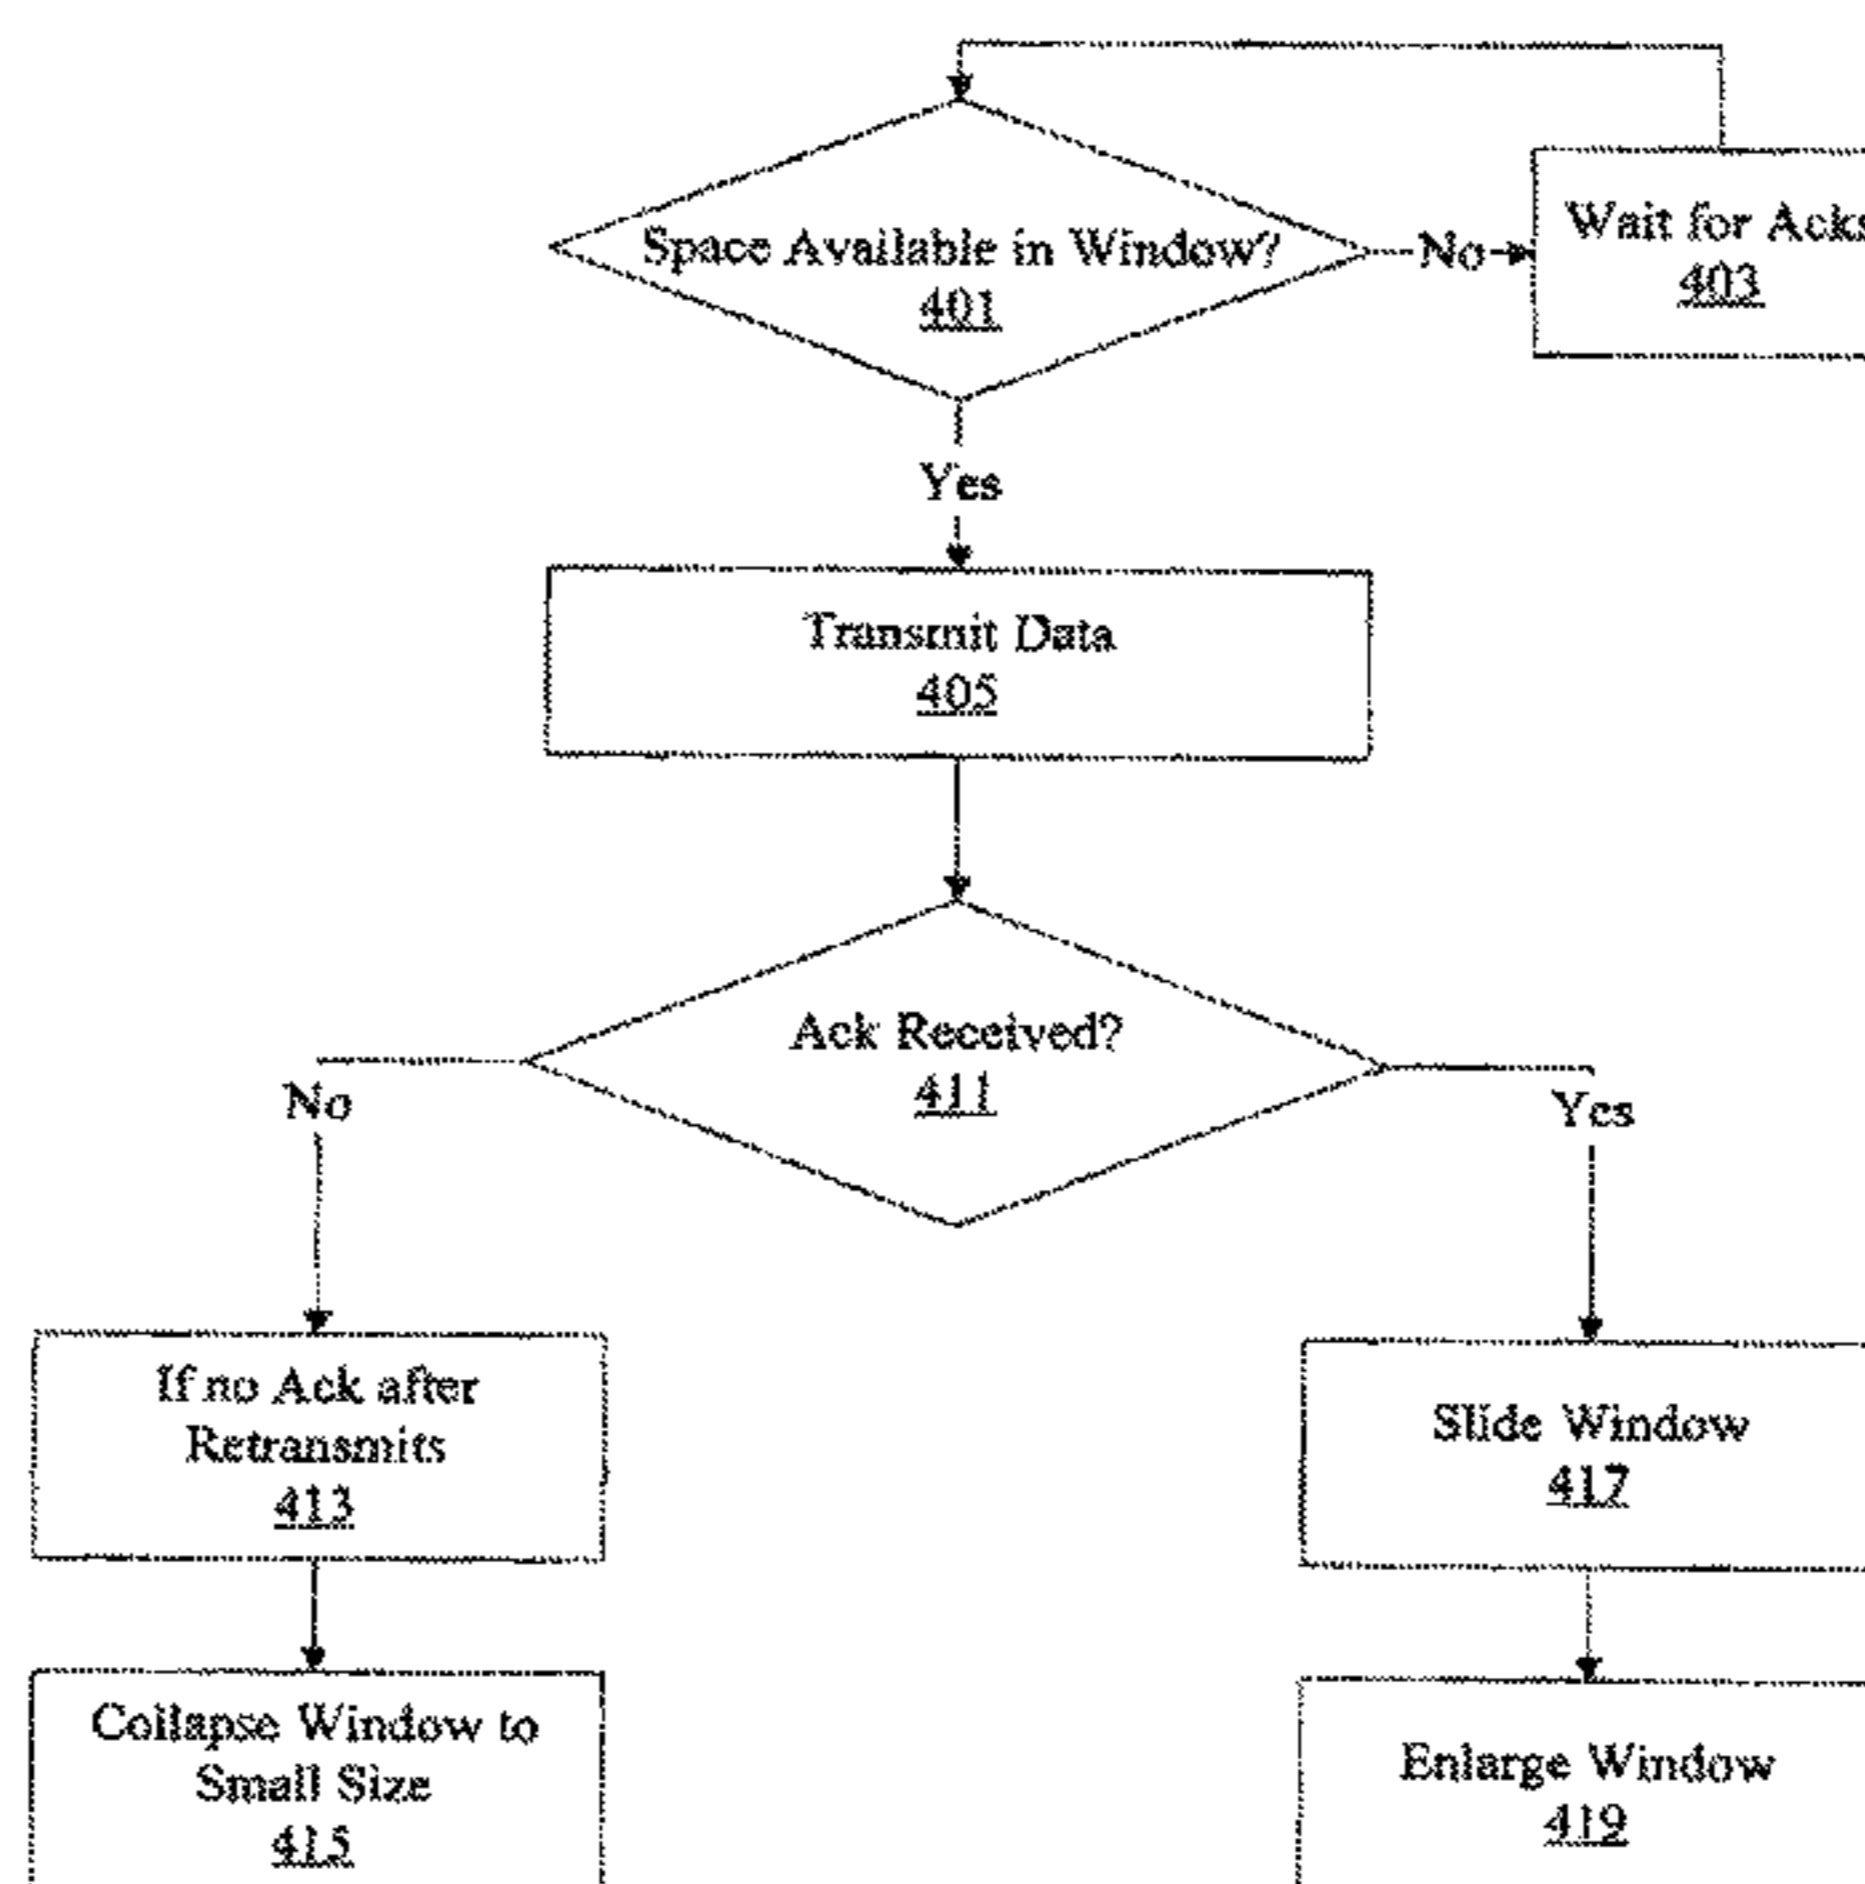 Space Available in Window?
401
No
Wait for Acks
403
Yes
Transmit Data
405
Ack Received?
411
No
Yes
If no Ack after
Retransmits
413
Slide Window
417
Collapse Window to
Small Size
415
Enlarge Window
419